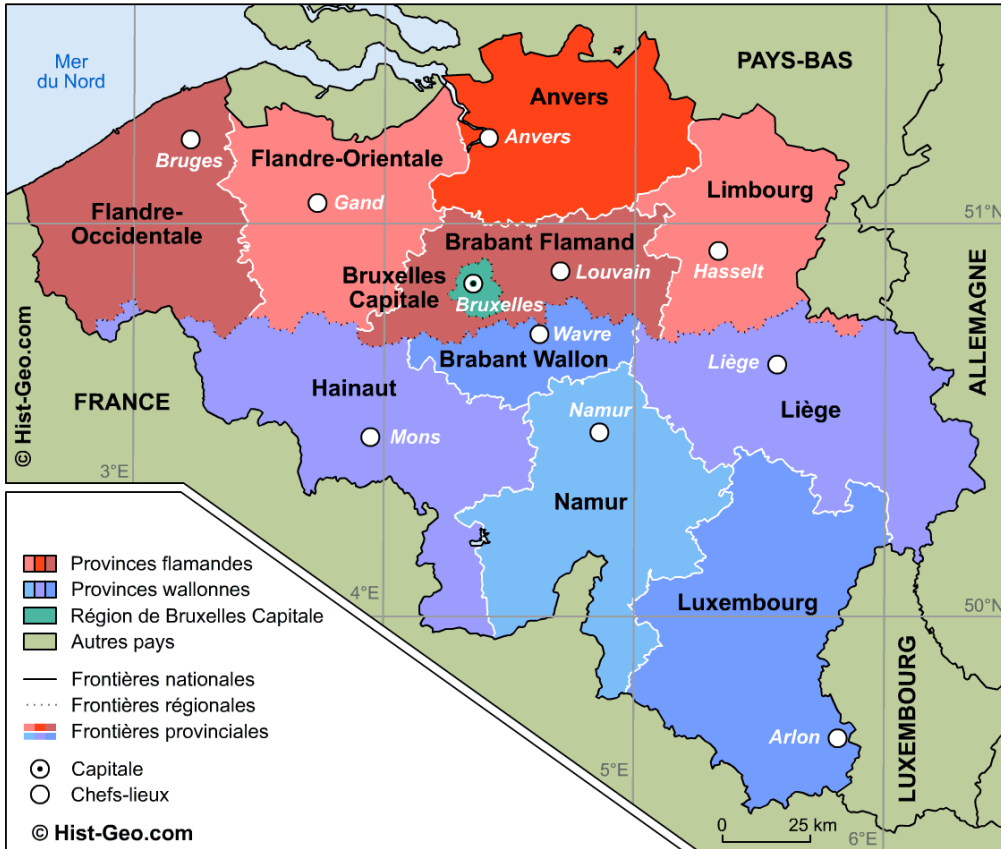 Mer
du Nord
PAYS-BAS
Anvers
Anvers
Bruges
Flandre-Orientale
Gand
Limbourg
Flandre-
Occidentale
51°N
Brabant Flamand
Louvain
Hasselt
Bruxelles
Capitale
Bruxelles
ALLEMAGNE
Wavre
Brabant Wallon
Liège
Liège
Hainaut
FRANCE
Namur
Mons
© Hist-Geo.com
3°E
Namur
Luxembourg
4°E
50°N
LUXEMBOURG
Arlon
5°E
0 25 km
6°E
Provinces flamandes
Provinces wallonnes
Région de Bruxelles Capitale
Autres pays
Frontières nationales
Frontières régionales
Frontières provinciales
Capitale
Chefs-lieux
© Hist-Geo.com